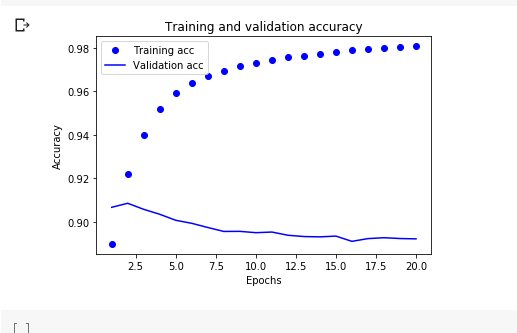 Training and validation accuracy
Training acc
Validation acc
0.98
0.96
0.94
0.92
0.90
Accuracy
2.5 5.0 7.5 10.0 12.5 15.0 17.5 20.0
Epochs
[ ]